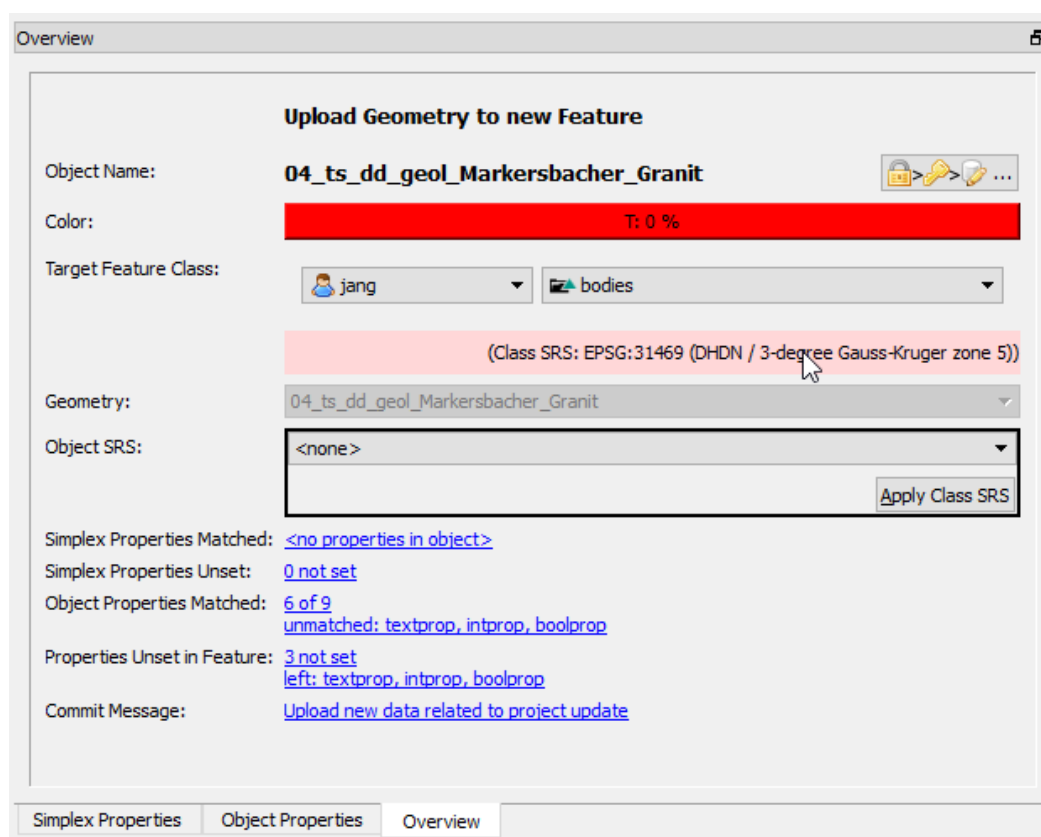 Overview
Upload Geometry to new Feature
Object Name: 04_ts_dd_geol_Markersbacher_Granit > > ...
Color: T: 0 %
Target Feature Class: jang bodies
(Class SRS: EPSG:31469 (DHDN / 3-degree Gauss-Kruger zone 5))
Geometry: 04_ts_dd_geol_Markersbacher_Granit
Object SRS: <none>
Apply Class SRS
Simplex Properties Matched: <no properties in object>
Simplex Properties Unset: 0 not set
Object Properties Matched: 6 of 9
unmatched: textprop, intprop, boolprop
Properties Unset in Feature: 3 not set
left: textprop, intprop, boolprop
Commit Message: Upload new data related to project update
Simplex Properties Object Properties Overview